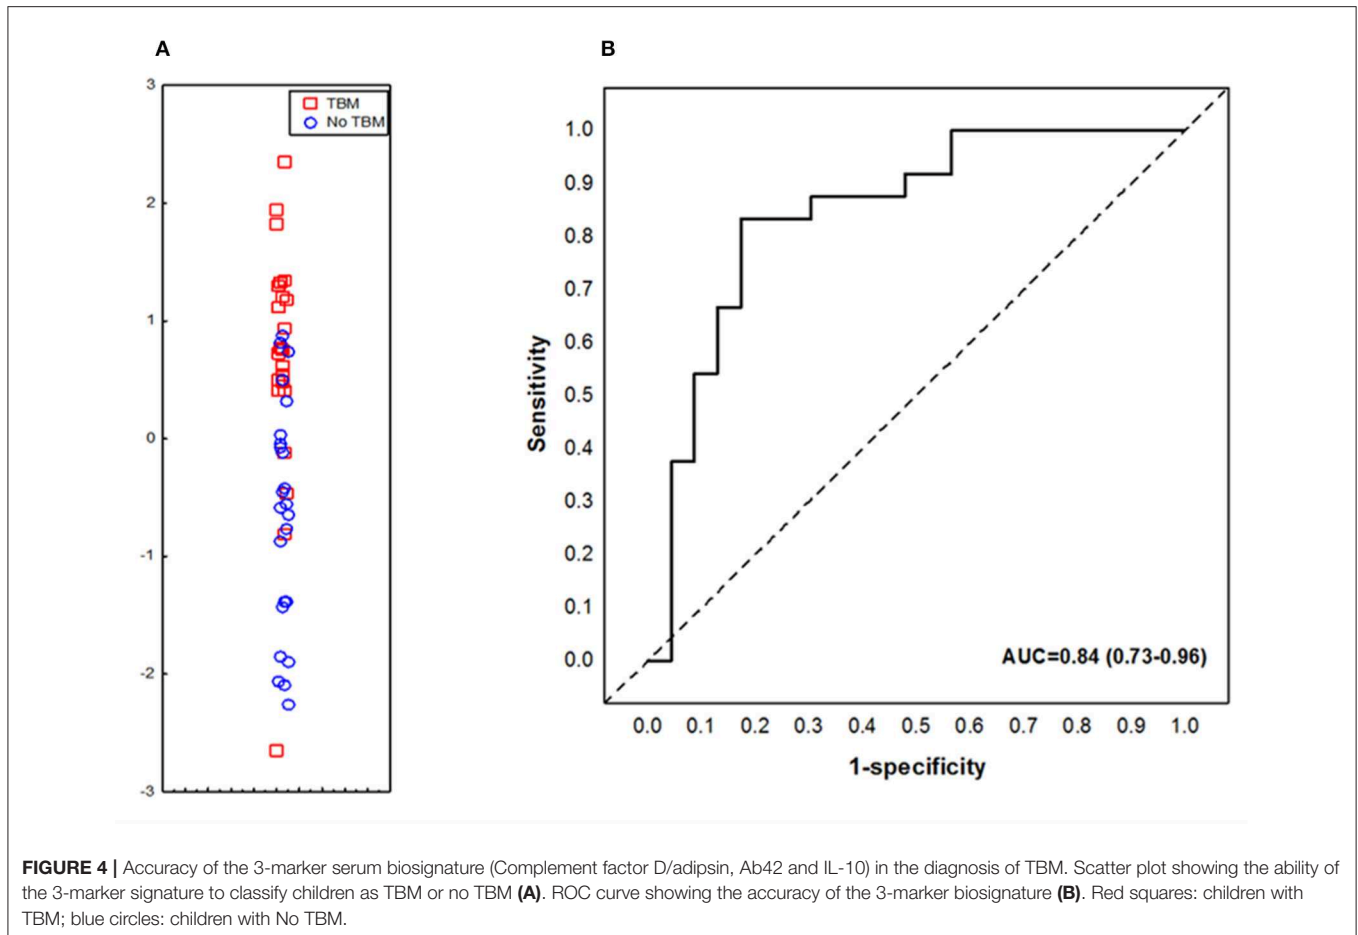 A
B
3
2
1
0
-1
-2
-3
TBM
No TBM
1.0
0.9
0.8
0.7
0.6
0.5
0.4
0.3
0.2
0.1
0.0
Sensitivity
AUC=0.84 (0.73-0.96)
0.0 0.1 0.2 0.3 0.4 0.5 0.6 0.7 0.8 0.9 1.0
1-specificity
FIGURE 4 | Accuracy of the 3-marker serum biosignature (Complement factor D/adipsin, Ab42 and IL-10) in the diagnosis of TBM. Scatter plot showing the ability of
the 3-marker signature to classify children as TBM or no TBM (A). ROC curve showing the accuracy of the 3-marker biosignature (B). Red squares: children with
TBM; blue circles: children with No TBM.